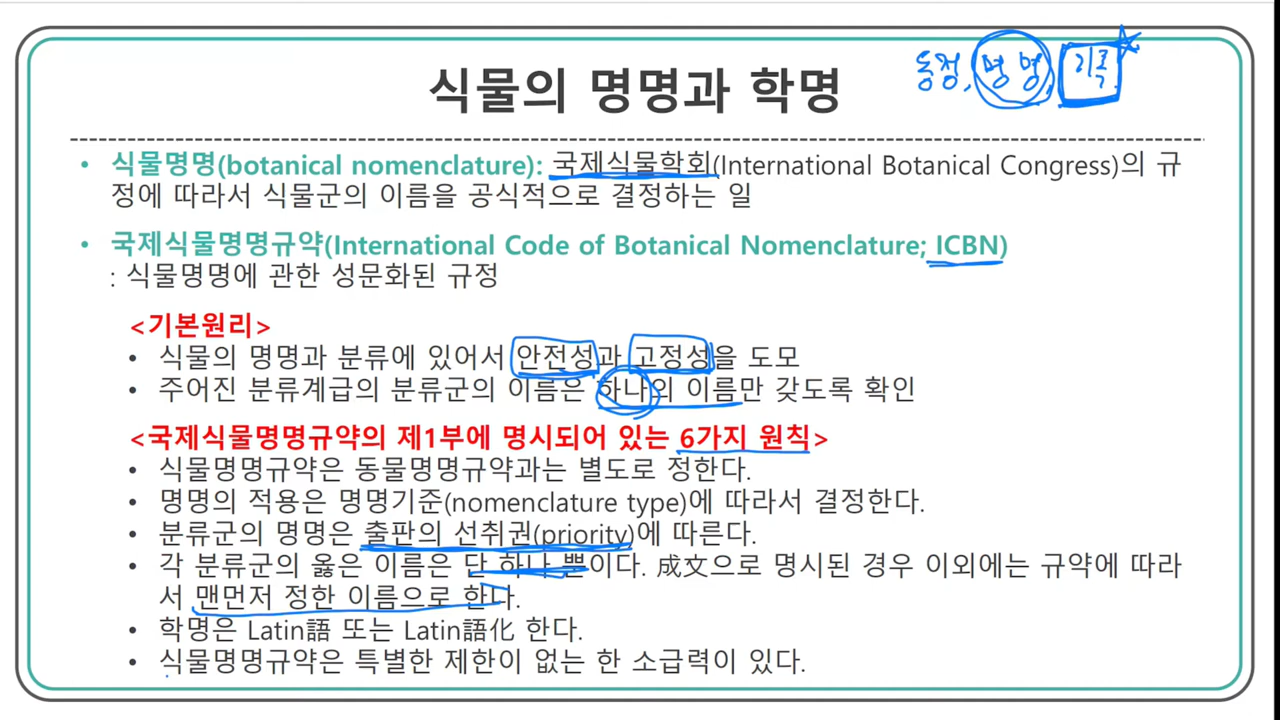 식물의 명명과 학명
동정, 명명, 기록
• 식물명명(botanical nomenclature): 국제식물학회(International Botanical Congress)의 규
정에 따라서 식물군의 이름을 공식적으로 결정하는 일
• 국제식물명명규약(International Code of Botanical Nomenclature; ICBN)
: 식물명명에 관한 성문화된 규정
<기본원리>
• 식물의 명명과 분류에 있어서 안전성과 고정성을 도모
• 주어진 분류계급의 분류군의 이름은 하나의 이름만 갖도록 확인
<국제식물명명규약의 제1부에 명시되어 있는 6가지 원칙>
• 식물명명규약은 동물명명규약과는 별도로 정한다.
• 명명의 적용은 명명기준(nomenclature type)에 따라서 결정한다.
• 분류군의 명명은 출판의 선취권(priority)에 따른다.
• 각 분류군의 옳은 이름은 단 하나 뿐이다. 成文으로 명시된 경우 이외에는 규약에 따라
서 맨먼저 정한 이름으로 한다.
• 학명은 Latin語 또는 Latin語化 한다.
• 식물명명규약은 특별한 제한이 없는 한 소급력이 있다.